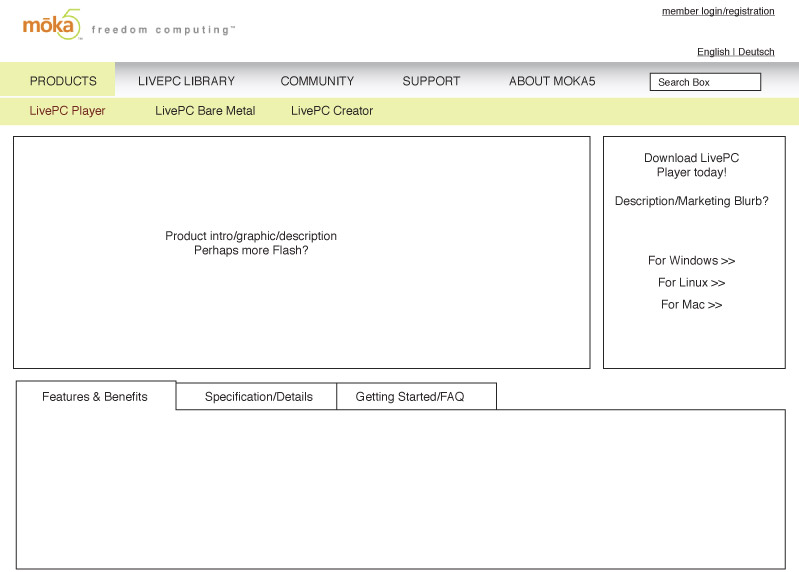 member login/registration
mōka5™ freedom computing™
English | Deutsch
PRODUCTS LIVEPC LIBRARY COMMUNITY SUPPORT ABOUT MOKA5 Search Box
LivePC Player LivePC Bare Metal LivePC Creator
Product intro/graphic/description
Perhaps more Flash?
Download LivePC
Player today!
Description/Marketing Blurb?
For Windows >>
For Linux >>
For Mac >>
Features & Benefits Specification/Details Getting Started/FAQ